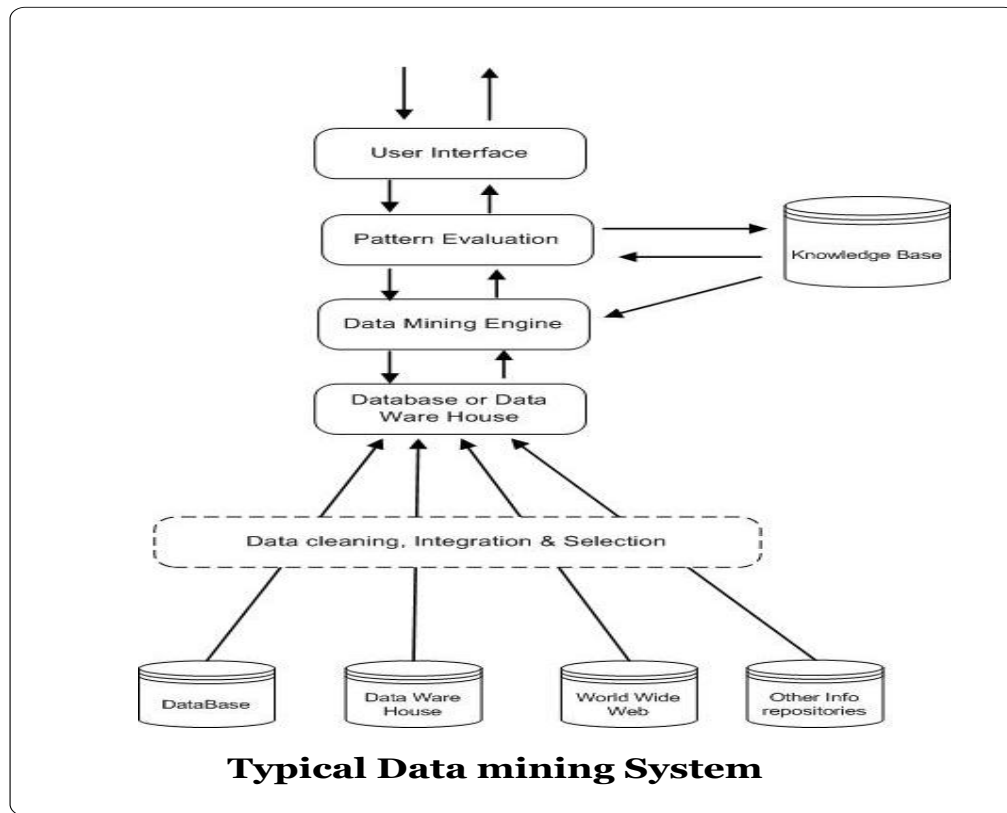 User Interface
Pattern Evaluation
Knowledge Base
Data Mining Engine
Database or Data
Ware House
Data cleaning, Integration & Selection
DataBase
Data Ware
House
World Wide
Web
Other Info
repositories
Typical Data mining System